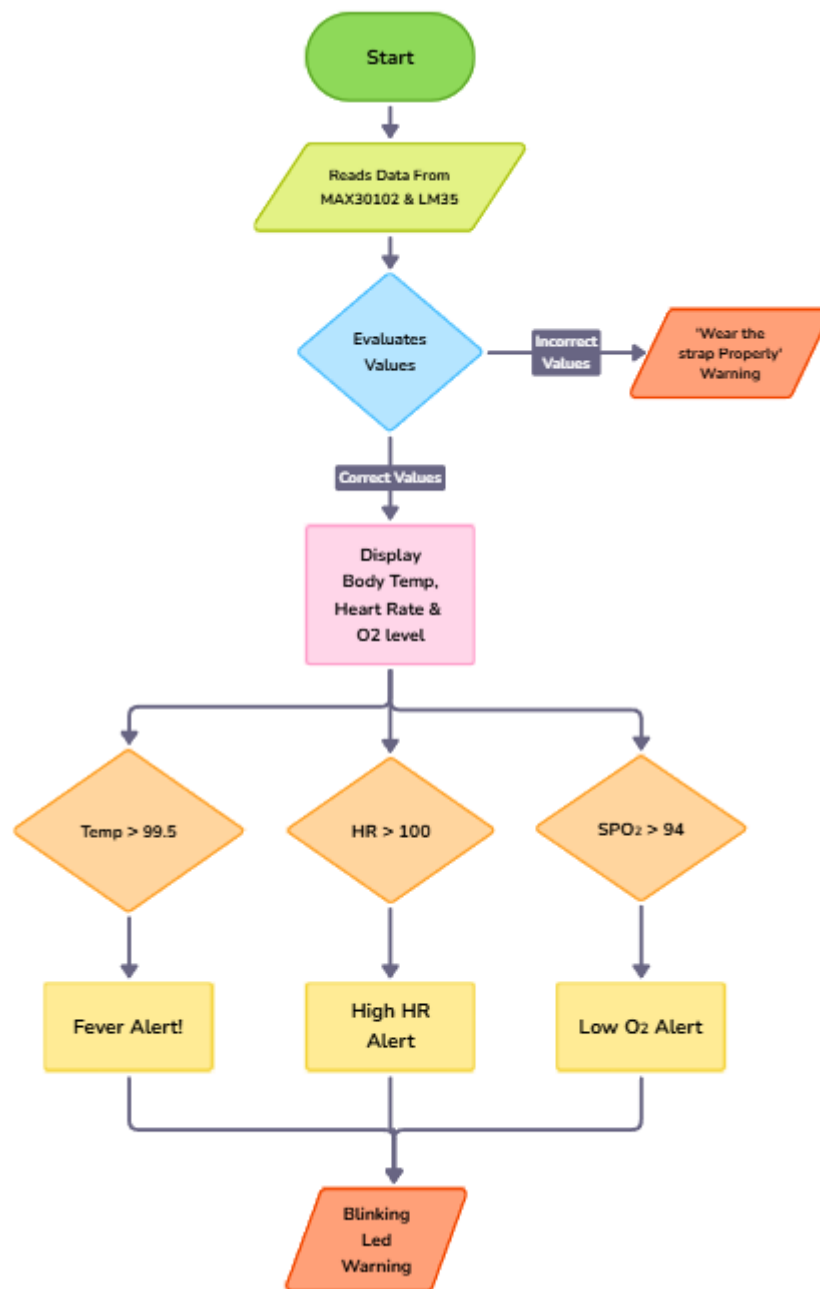 Start
Reads Data From
MAX30102 & LM35
Evaluates
Values
Incorrect
Values
'Wear the
strap Properly'
Warning
Correct Values
Display
Body Temp,
Heart Rate &
O2 level
Temp > 99.5
HR > 100
SPO₂ > 94
Fever Alert!
High HR
Alert
Low O₂ Alert
Blinking
Led
Warning